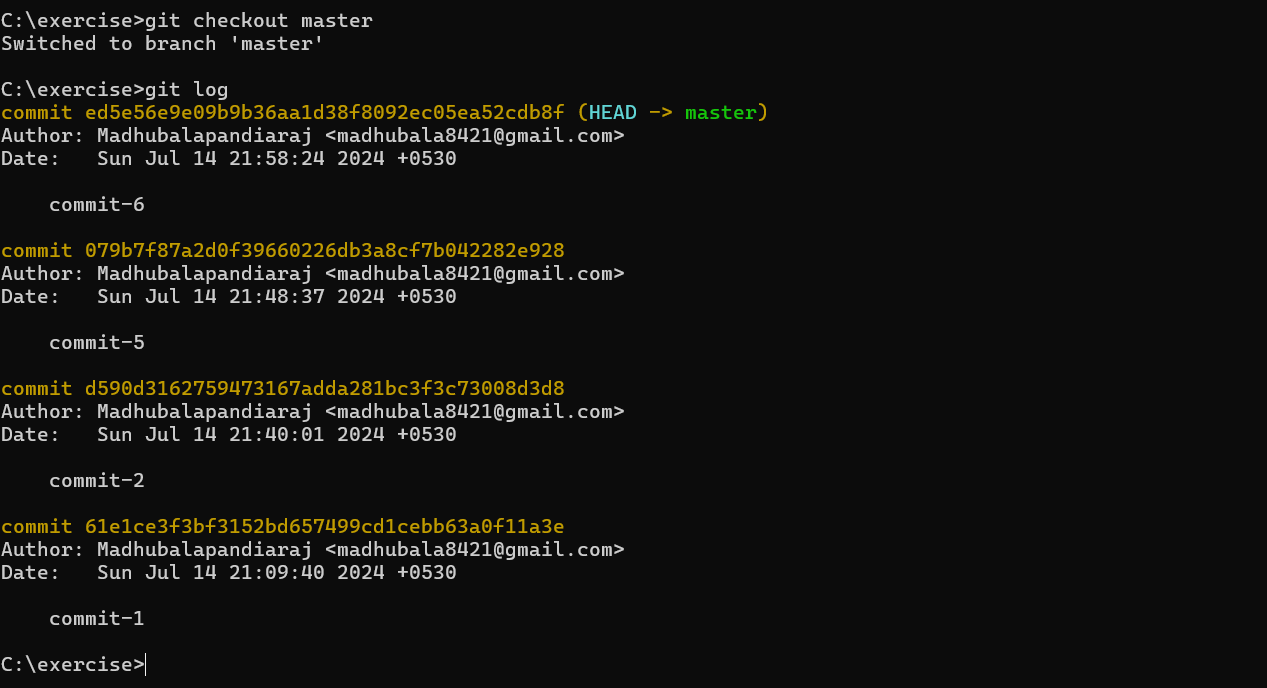 C:\exercise>git checkout master
Switched to branch 'master'
C:\exercise>git log
commit ed5e56e9e09b9b36aa1d38f8092ec05ea52cdb8f (HEAD -> master)
Author: Madhubalapandiaraj <madhubala8421@gmail.com>
Date:   Sun Jul 14 21:58:24 2024 +0530
    commit-6
commit 079b7f87a2d0f39660226db3a8cf7b042282e928
Author: Madhubalapandiaraj <madhubala8421@gmail.com>
Date:   Sun Jul 14 21:48:37 2024 +0530
    commit-5
commit d590d3162759473167adda281bc3f3c73008d3d8
Author: Madhubalapandiaraj <madhubala8421@gmail.com>
Date:   Sun Jul 14 21:40:01 2024 +0530
    commit-2
commit 61e1ce3f3bf3152bd657499cd1cebb63a0f11a3e
Author: Madhubalapandiaraj <madhubala8421@gmail.com>
Date:   Sun Jul 14 21:09:40 2024 +0530
    commit-1
C:\exercise>